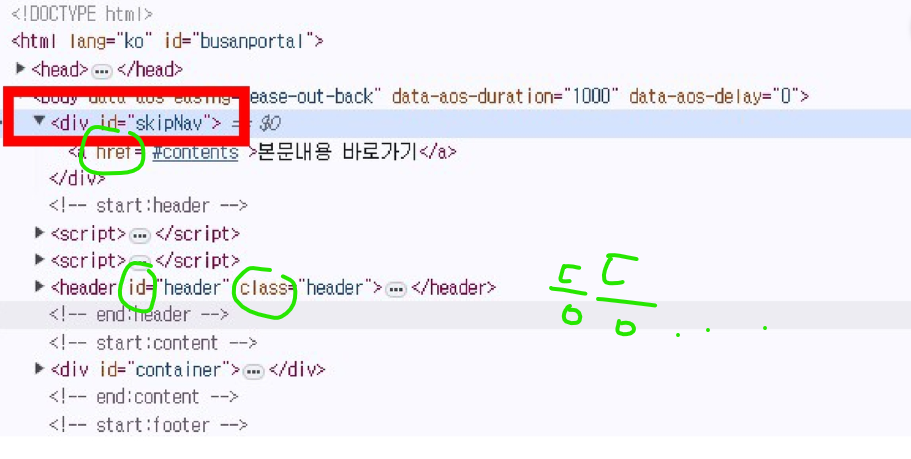 <!DOCTYPE html>
<html lang="ko" id="busanportal">
▶<head>…</head>
<body data-aos-easing="ease-out-back" data-aos-duration="1000" data-aos-delay="0">
▼<div id="skipNav"> == $0
<a href="#contents">본문내용 바로가기</a>
</div>
<!-- start:header -->
▶<script>…</script>
▶<script>…</script>
▶<header id="header" class="header">…</header>
<!-- end:header -->
<!-- start:content -->
▶<div id="container">…</div>
<!-- end:content -->
<!-- start:footer -->